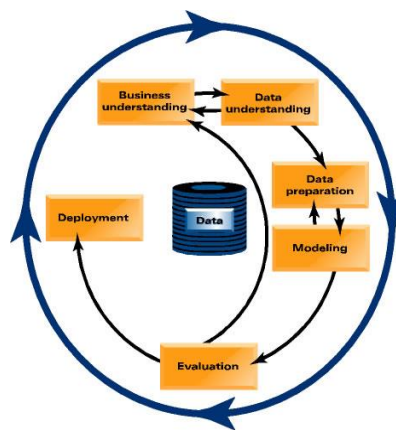 Business
understanding
Data
understanding
Data
preparation
Modeling
Evaluation
Deployment
Data